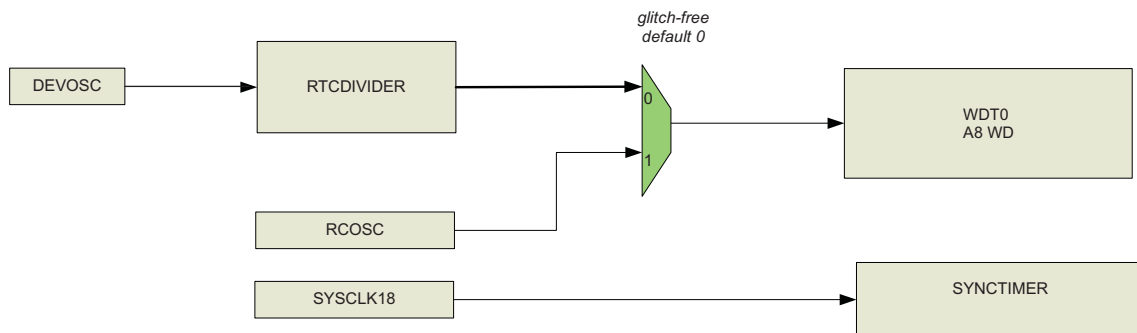 glitch-free
default 0
DEVOSC
RTCDIVIDER
0
WDT0
A8 WD
1
RCOSC
SYSCLK18
SYNCTIMER